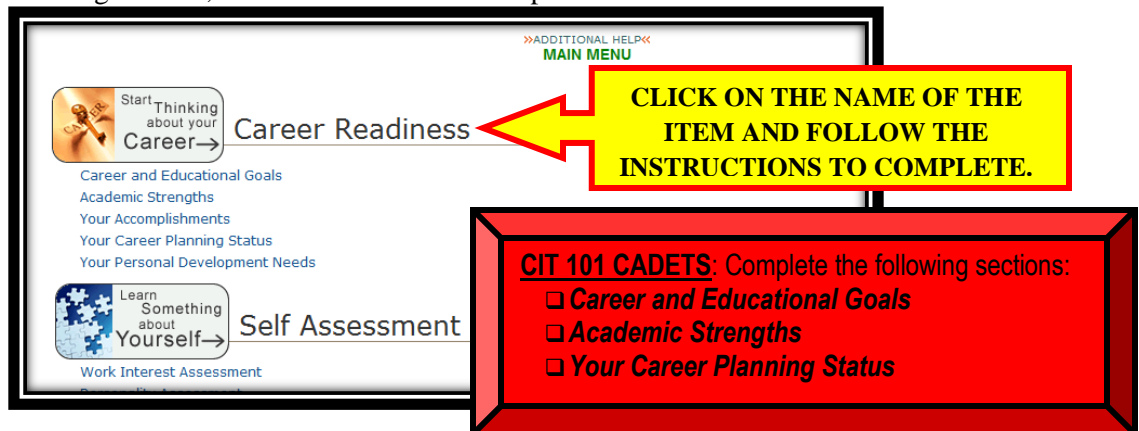 »ADDITIONAL HELP«
MAIN MENU
Start Thinking
about your
Career→
Career Readiness
CLICK ON THE NAME OF THE
ITEM AND FOLLOW THE
INSTRUCTIONS TO COMPLETE.
Career and Educational Goals
Academic Strengths
Your Accomplishments
Your Career Planning Status
Your Personal Development Needs
CIT 101 CADETS: Complete the following sections:
❑ Career and Educational Goals
❑ Academic Strengths
❑ Your Career Planning Status
Learn
Something
about
Yourself→
Self Assessment
Work Interest Assessment